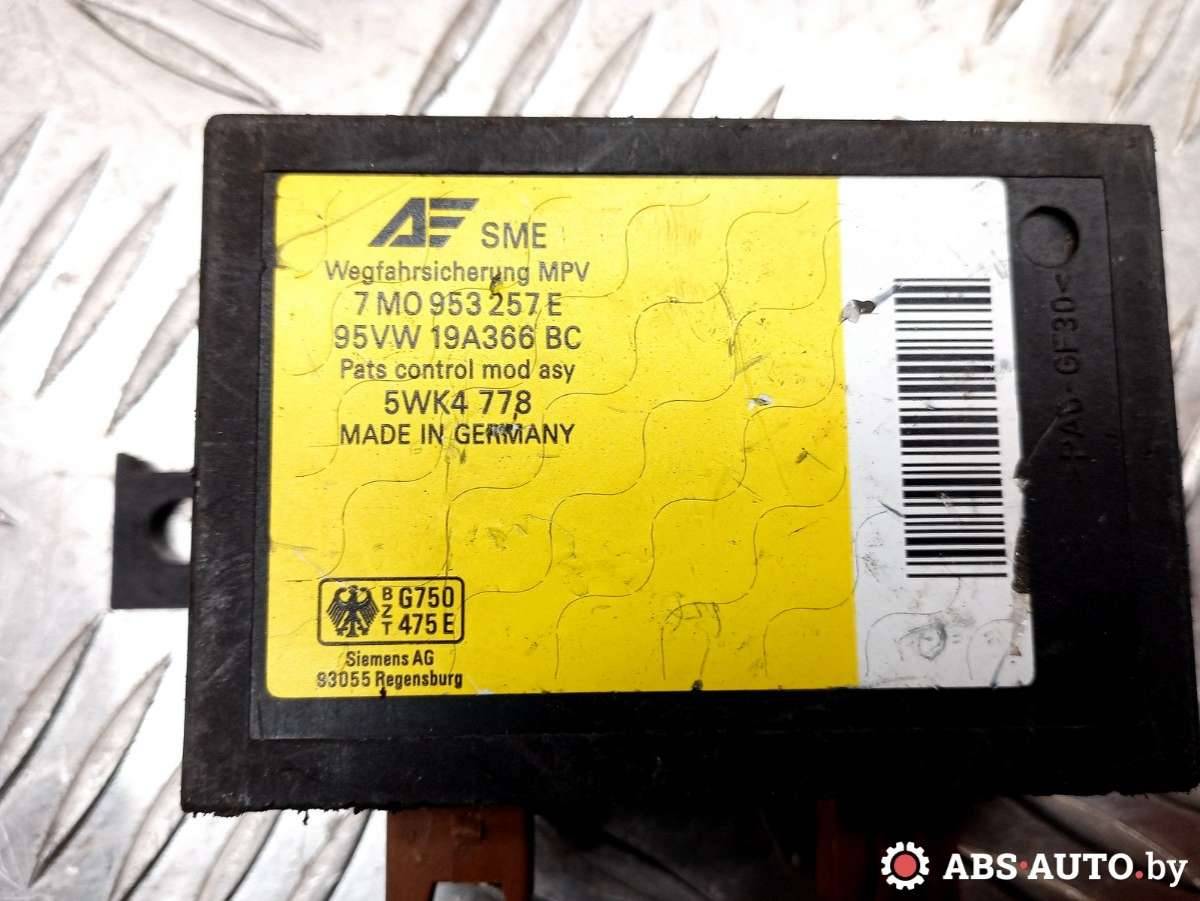 AE SME
Wegfahrsicherung MPV
7 M0 953 257 E
95VW 19A366 BC
Pats control mod asy
5WK4 778
MADE IN GERMANY
BZT G750 475 E
Siemens AG
93055 Regensburg
>PA6-GF30<
ABS-AUTO.by